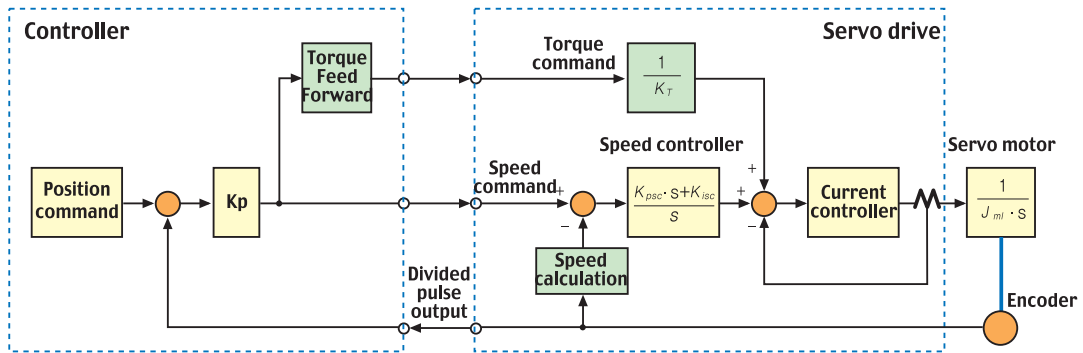 Controller
Servo drive
Torque
Feed
Forward
Torque
command
1
K_T
Speed controller
Servo motor
Position
command
Kp
Speed
command
+
−
K_psc · s+K_isc
s
+
+
−
Current
controller
1
J_ml · s
Speed
calculation
Divided
pulse
output
Encoder